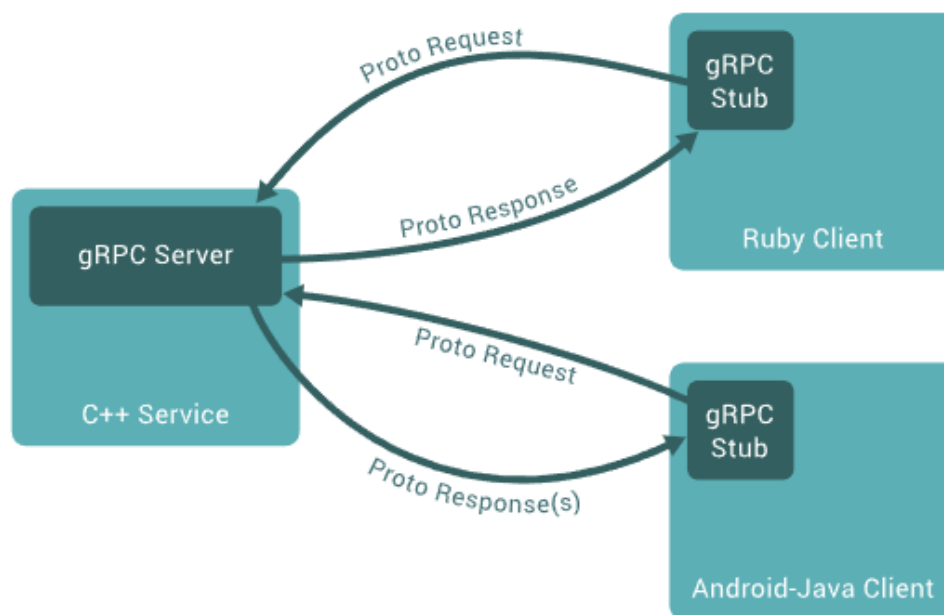 Proto Request
gRPC
Stub
Proto Response
Ruby Client
gRPC Server
C++ Service
Proto Request
gRPC
Stub
Proto Response(s)
Android-Java Client